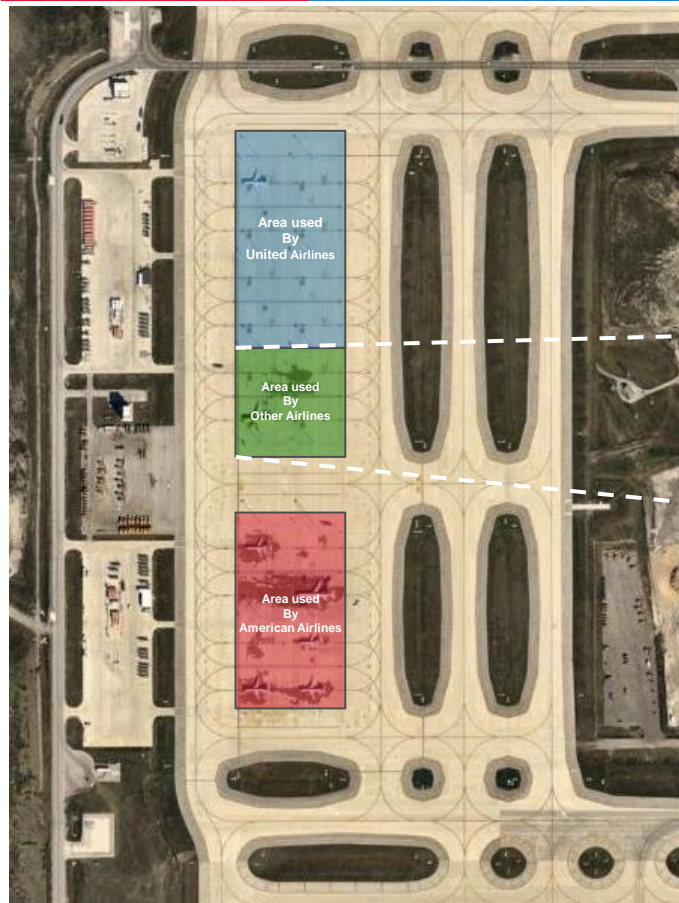 Area used
By
United Airlines
Area used
By
Other Airlines
Area used
By
American Airlines